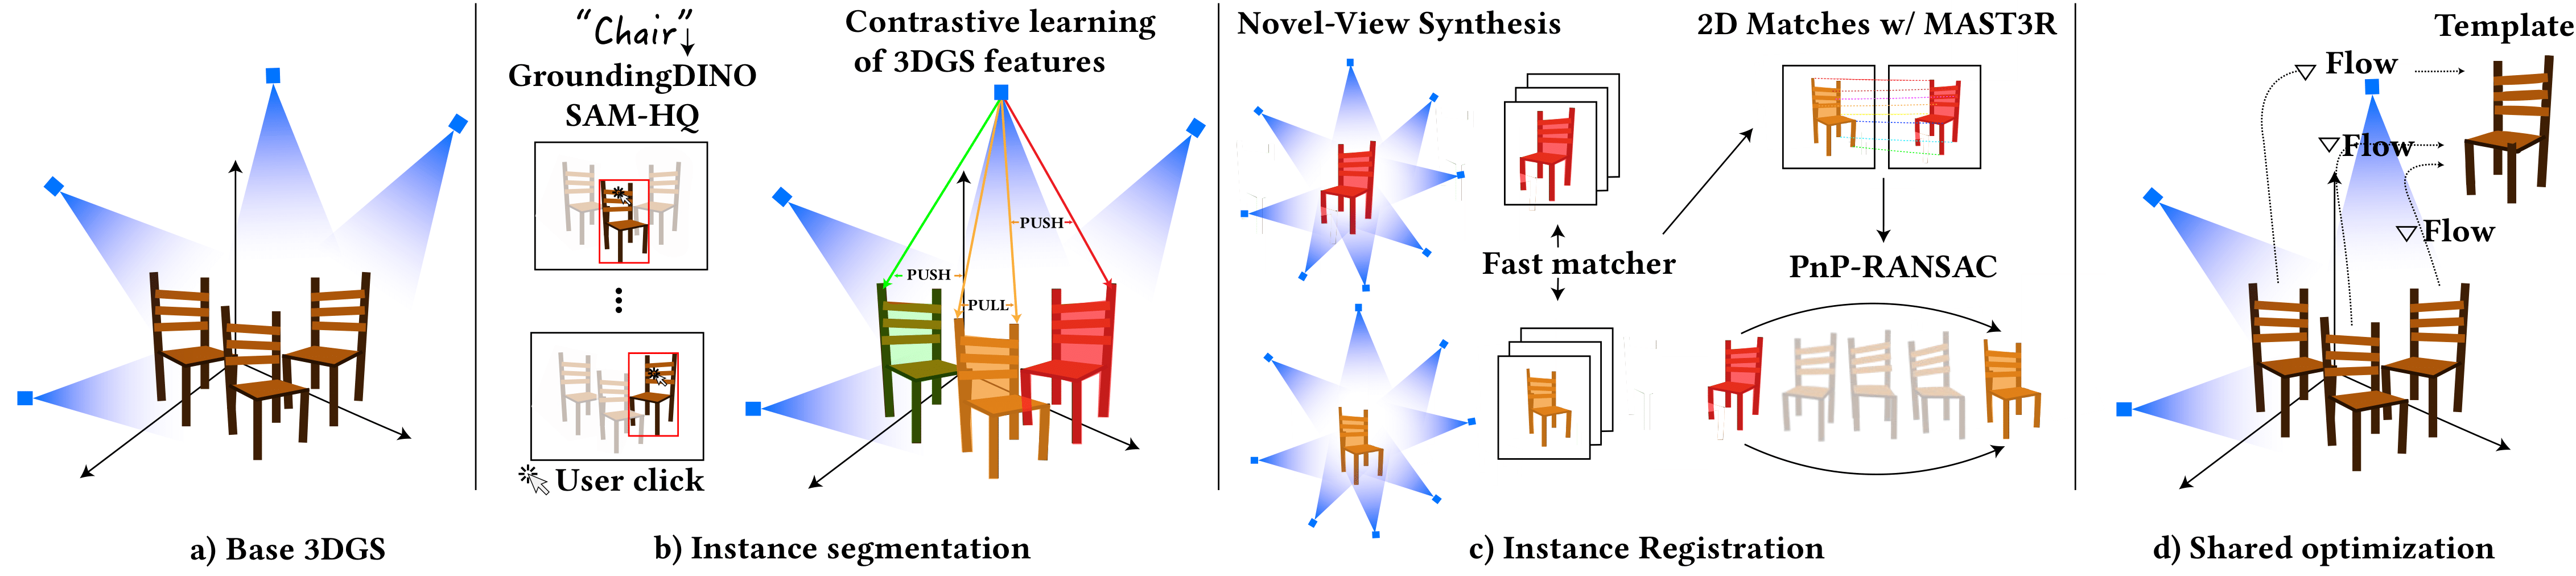 “Chair”
GroundingDINO
SAM-HQ
User click
Contrastive learning
of 3DGS features
PUSH
PUSH
PULL
Novel-View Synthesis
Fast matcher
2D Matches w/ MAST3R
PnP-RANSAC
Template
▽ Flow
▽ Flow
▽ Flow
a) Base 3DGS
b) Instance segmentation
c) Instance Registration
d) Shared optimization